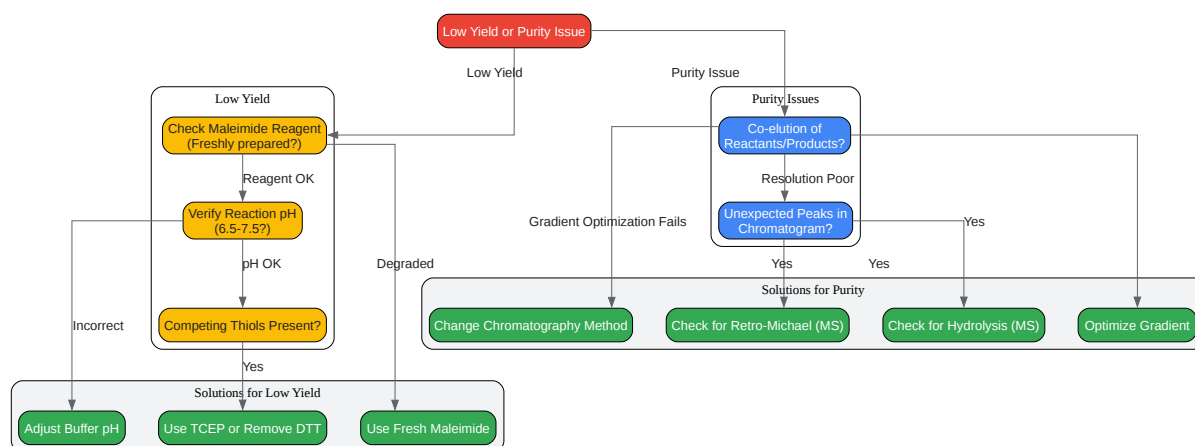 Low Yield or Purity Issue
Low Yield
Purity Issue
Low Yield
Purity Issues
Check Maleimide Reagent
(Freshly prepared?)
Co-elution of
Reactants/Products?
Reagent OK
Resolution Poor
Verify Reaction pH
(6.5-7.5?)
Gradient Optimization Fails
Unexpected Peaks in
Chromatogram?
Yes
pH OK
Degraded
Yes
Yes
Solutions for Purity
Incorrect
Competing Thiols Present?
Change Chromatography Method
Check for Retro-Michael (MS)
Check for Hydrolysis (MS)
Optimize Gradient
Yes
Solutions for Low Yield
Adjust Buffer pH
Use TCEP or Remove DTT
Use Fresh Maleimide